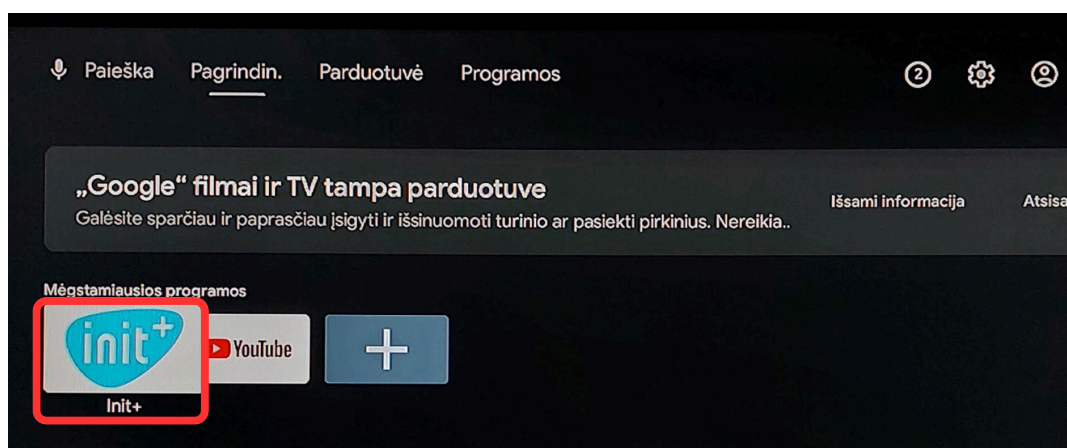 Paieška Pagrindin. Parduotuvė Programos 2
„Google“ filmai ir TV tampa parduotuve
Galėsite sparčiau ir paprasčiau įsigyti ir išsinuomoti turinio ar pasiekti pirkinius. Nereikia..
Išsami informacija Atsisa
Mėgstamiausios programos
init+
YouTube
Init+